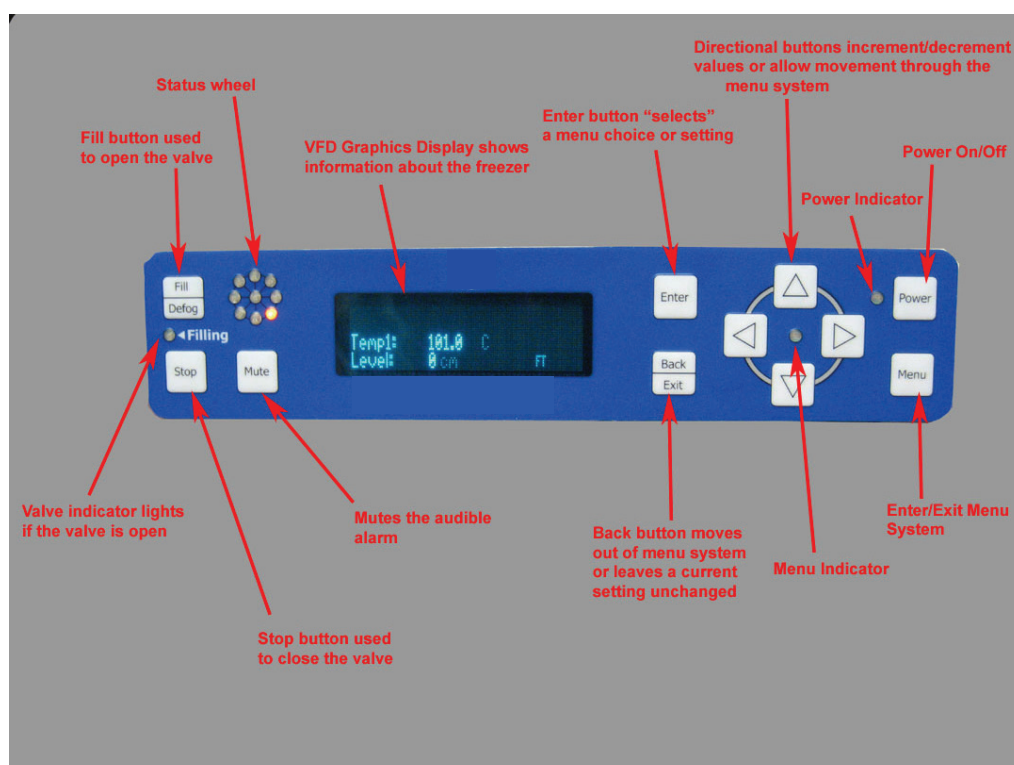 Directional buttons increment/decrement
values or allow movement through the
menu system
Status wheel
Enter button “selects”
a menu choice or setting
Fill button used
to open the valve
VFD Graphics Display shows
information about the freezer
Power On/Off
Power Indicator
Fill
Defog
Enter
Power
◄Filling
Temp1: 101.0 C
Level: 0 cm FT
Stop
Mute
Back
Exit
Menu
Valve indicator lights
if the valve is open
Mutes the audible
alarm
Back button moves
out of menu system
or leaves a current
setting unchanged
Menu Indicator
Enter/Exit Menu
System
Stop button used
to close the valve